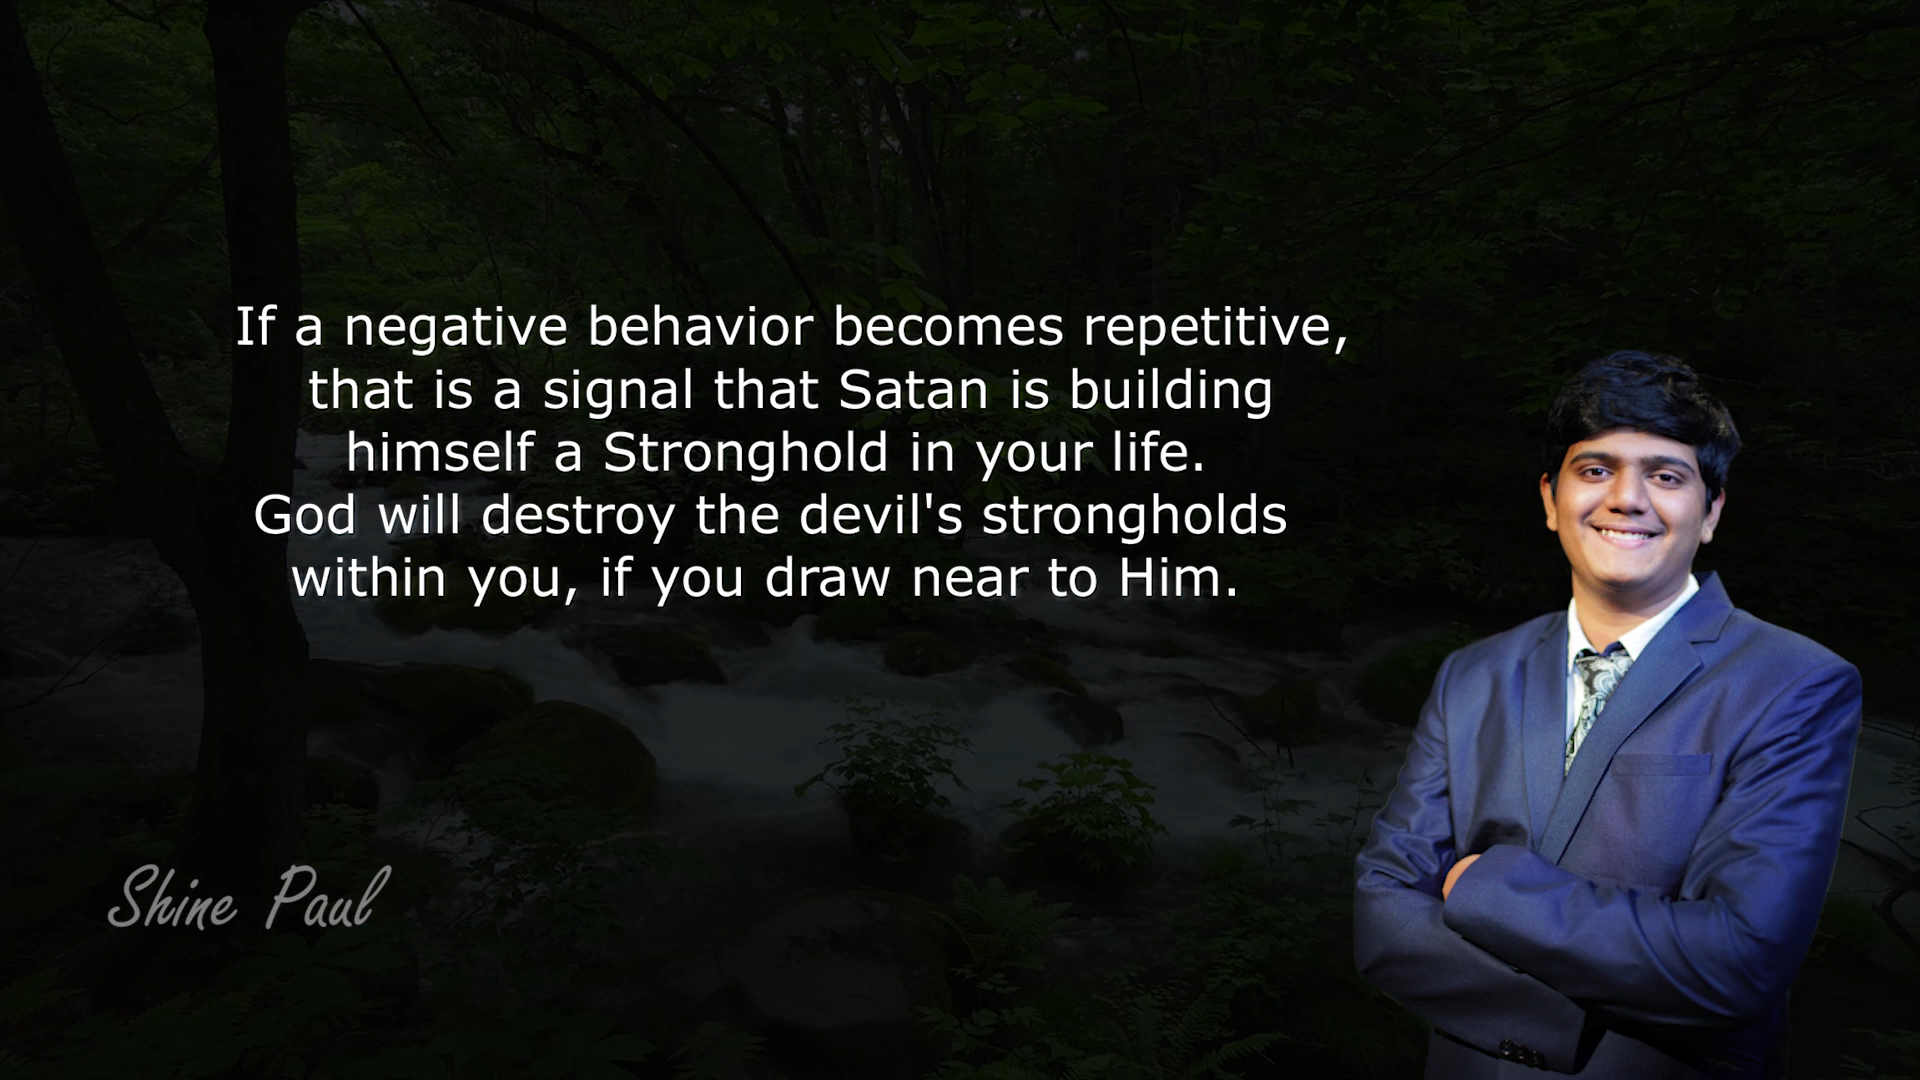 If a negative behavior becomes repetitive,
that is a signal that Satan is building
himself a Stronghold in your life.
God will destroy the devil's strongholds
within you, if you draw near to Him.
Shine Paul